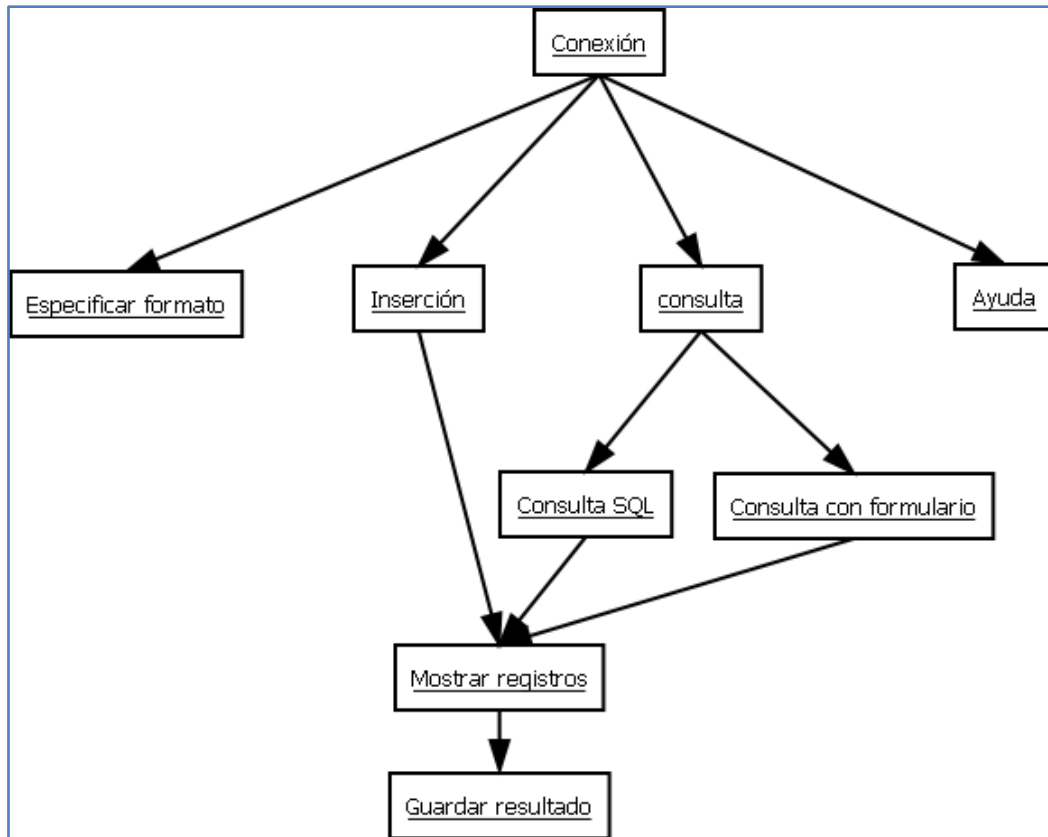 Conexión
Especificar formato
Inserción
consulta
Ayuda
Consulta SQL
Consulta con formulario
Mostrar registros
Guardar resultado